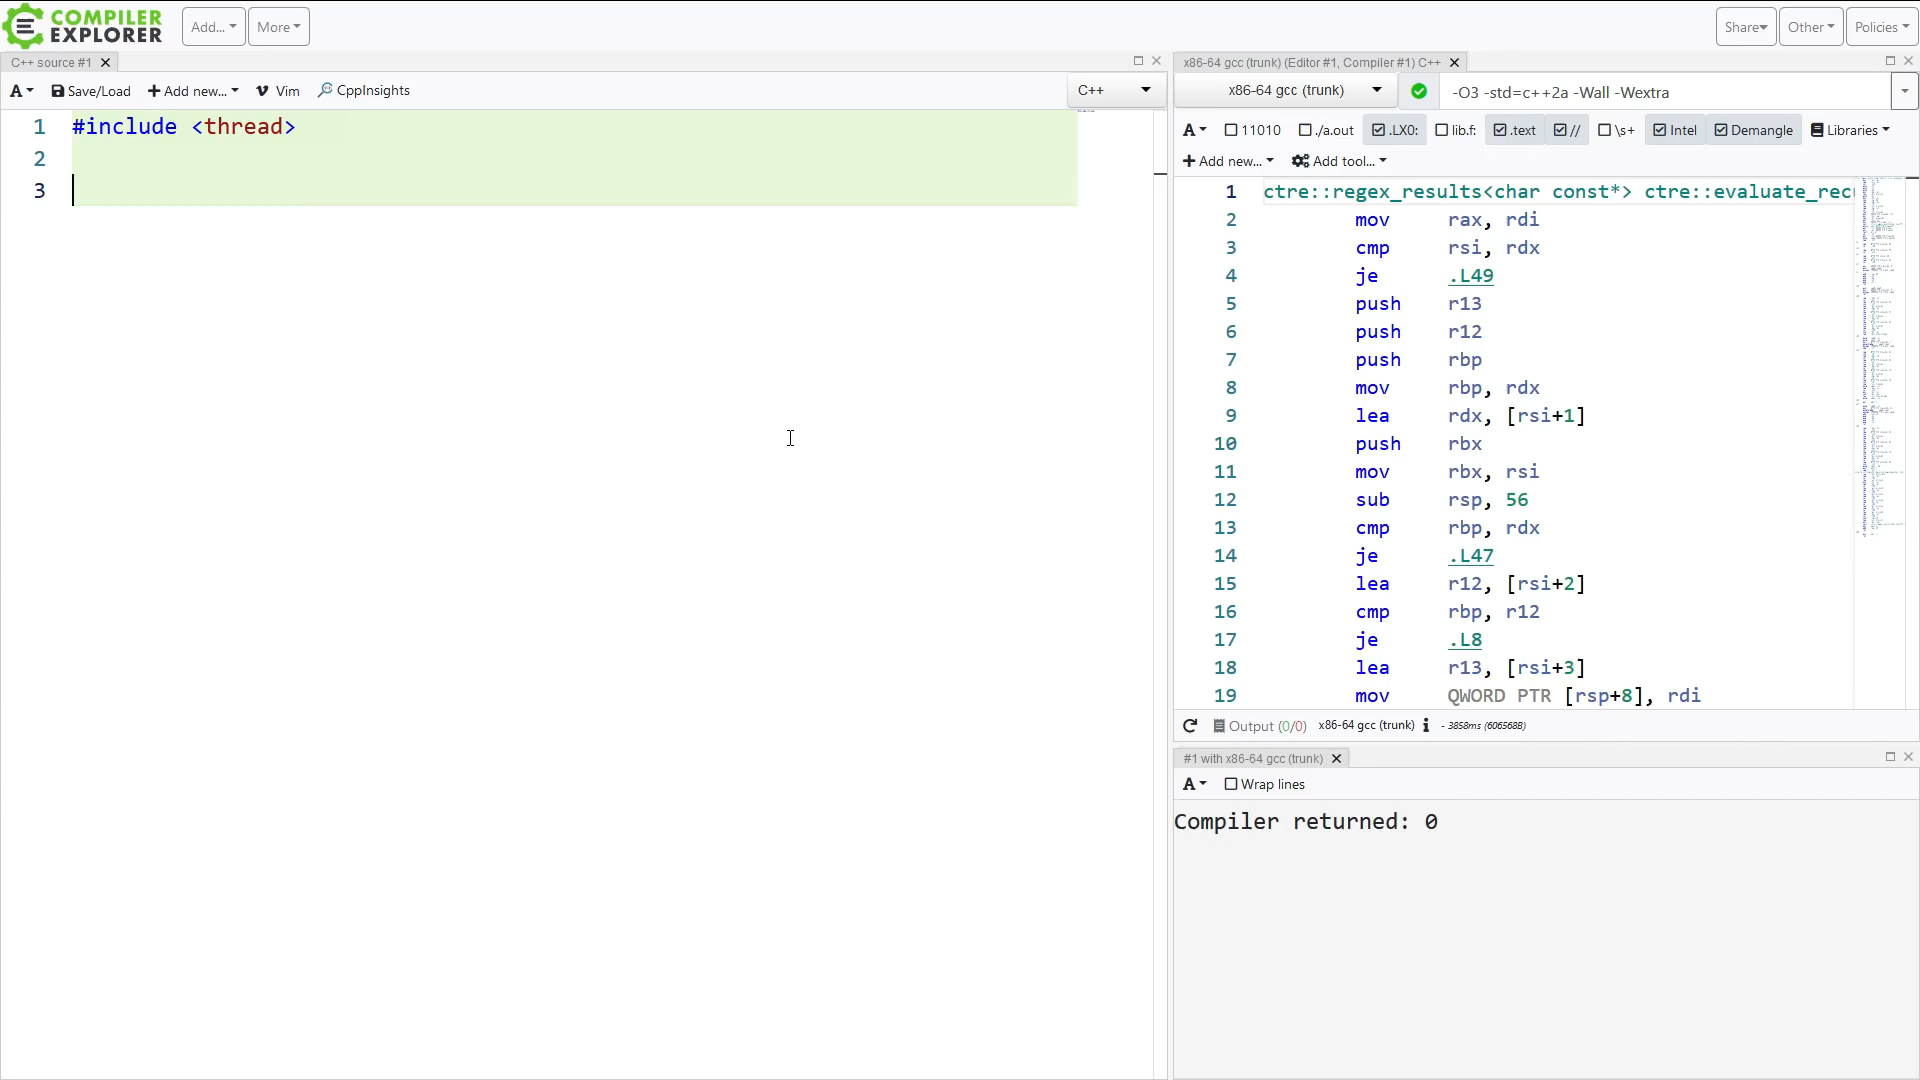 COMPILER
EXPLORER
Add...
More
Share
Other
Policies
C++ source #1
A
Save/Load
Add new...
Vim
CppInsights
C++
1 #include <thread>
2
3
x86-64 gcc (trunk) (Editor #1, Compiler #1) C++
x86-64 gcc (trunk)
-O3 -std=c++2a -Wall -Wextra
A
11010
./a.out
.LX0:
lib.f:
.text
//
\s+
Intel
Demangle
Libraries
Add new...
Add tool...
1 ctre::regex_results<char const*> ctre::evaluate_rec
2 mov rax, rdi
3 cmp rsi, rdx
4 je .L49
5 push r13
6 push r12
7 push rbp
8 mov rbp, rdx
9 lea rdx, [rsi+1]
10 push rbx
11 mov rbx, rsi
12 sub rsp, 56
13 cmp rbp, rdx
14 je .L47
15 lea r12, [rsi+2]
16 cmp rbp, r12
17 je .L8
18 lea r13, [rsi+3]
19 mov QWORD PTR [rsp+8], rdi
Output (0/0) x86-64 gcc (trunk) i - 3858ms (606568B)
#1 with x86-64 gcc (trunk)
A
Wrap lines
Compiler returned: 0